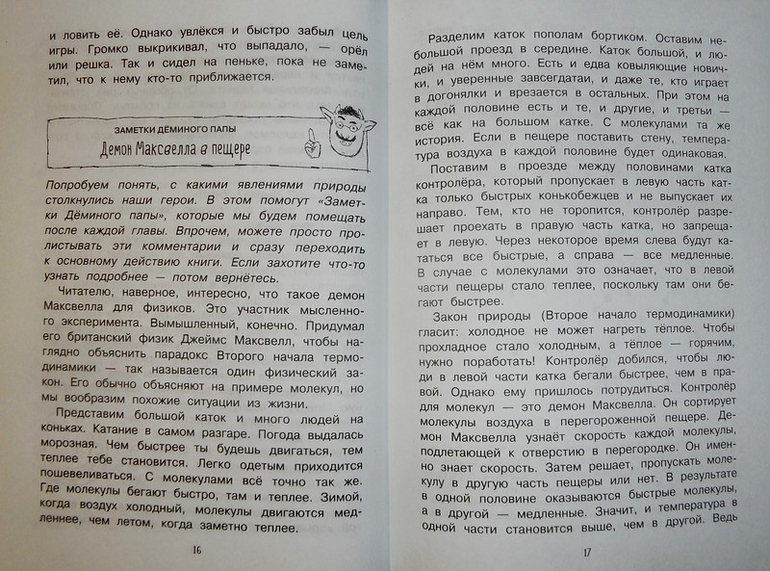 и ловить её. Однако увлёкся и быстро забыл цель
игры. Громко выкрикивал, что выпадало, — орёл
или решка. Так и сидел на пеньке, пока не заме-
тил, что к нему кто-то приближается.
ЗАМЕТКИ ДЁМИНОГО ПАПЫ
Демон Максвелла в пещере
Попробуем понять, с какими явлениями природы
столкнулись наши герои. В этом помогут «Замет-
ки Дёминого папы», которые мы будем помещать
после каждой главы. Впрочем, можете просто про-
листывать эти комментарии и сразу переходить
к основному действию книги. Если захотите что-то
узнать подробнее — потом вернётесь.
Читателю, наверное, интересно, что такое демон
Максвелла для физиков. Это участник мысленно-
го эксперимента. Вымышленный, конечно. Придумал
его британский физик Джеймс Максвелл, чтобы на-
глядно объяснить парадокс Второго начала термо-
динамики — так называется один физический за-
кон. Его обычно объясняют на примере молекул, но
мы вообразим похожие ситуации из жизни.
Представим большой каток и много людей на
коньках. Катание в самом разгаре. Погода выдалась
морозная. Чем быстрее ты будешь двигаться, тем
теплее тебе становится. Легко одетым приходится
пошевеливаться. С молекулами всё точно так же.
Где молекулы бегают быстро, там и теплее. Зимой,
когда воздух холодный, молекулы двигаются мед-
леннее, чем летом, когда заметно теплее.
16
Разделим каток пополам бортиком. Оставим не-
большой проезд в середине. Каток большой, и лю-
дей на нём много. Есть и едва ковыляющие нович-
ки, и уверенные завсегдатаи, и даже те, кто играет
в догонялки и врезается в остальных. При этом на
каждой половине есть и те, и другие, и третьи —
всё как на большом катке. С молекулами та же
история. Если в пещере поставить стену, темпера-
тура воздуха в каждой половине будет одинаковая.
Поставим в проезде между половинами катка
контролёра, который пропускает в левую часть кат-
ка только быстрых конькобежцев и не выпускает их
направо. Тем, кто не торопится, контролёр разре-
шает проехать в правую часть катка, но запреща-
ет в левую. Через некоторое время слева будут ка-
таться все быстрые, а справа — все медленные.
В случае с молекулами это означает, что в левой
части пещеры стало теплее, поскольку там они бе-
гают быстрее.
Закон природы (Второе начало термодинамики)
гласит: холодное не может нагреть тёплое. Чтобы
прохладное стало холодным, а тёплое — горячим,
нужно поработать! Контролёр добился, чтобы лю-
ди в левой части катка бегали быстрее, чем в пра-
вой. Однако ему пришлось потрудиться. Контролёр
для молекул — это демон Максвелла. Он сортирует
молекулы воздуха в перегороженной пещере. Де-
мон Максвелла узнаёт скорость каждой молекулы,
подлетающей к отверстию в перегородке. Он имен-
но знает скорость. Затем решает, пропускать моле-
кулу в другую часть пещеры или нет. В результате
в одной половине оказываются быстрые молекулы,
а в другой — медленные. Значит, и температура в
одной части становится выше, чем в другой. Ведь
17